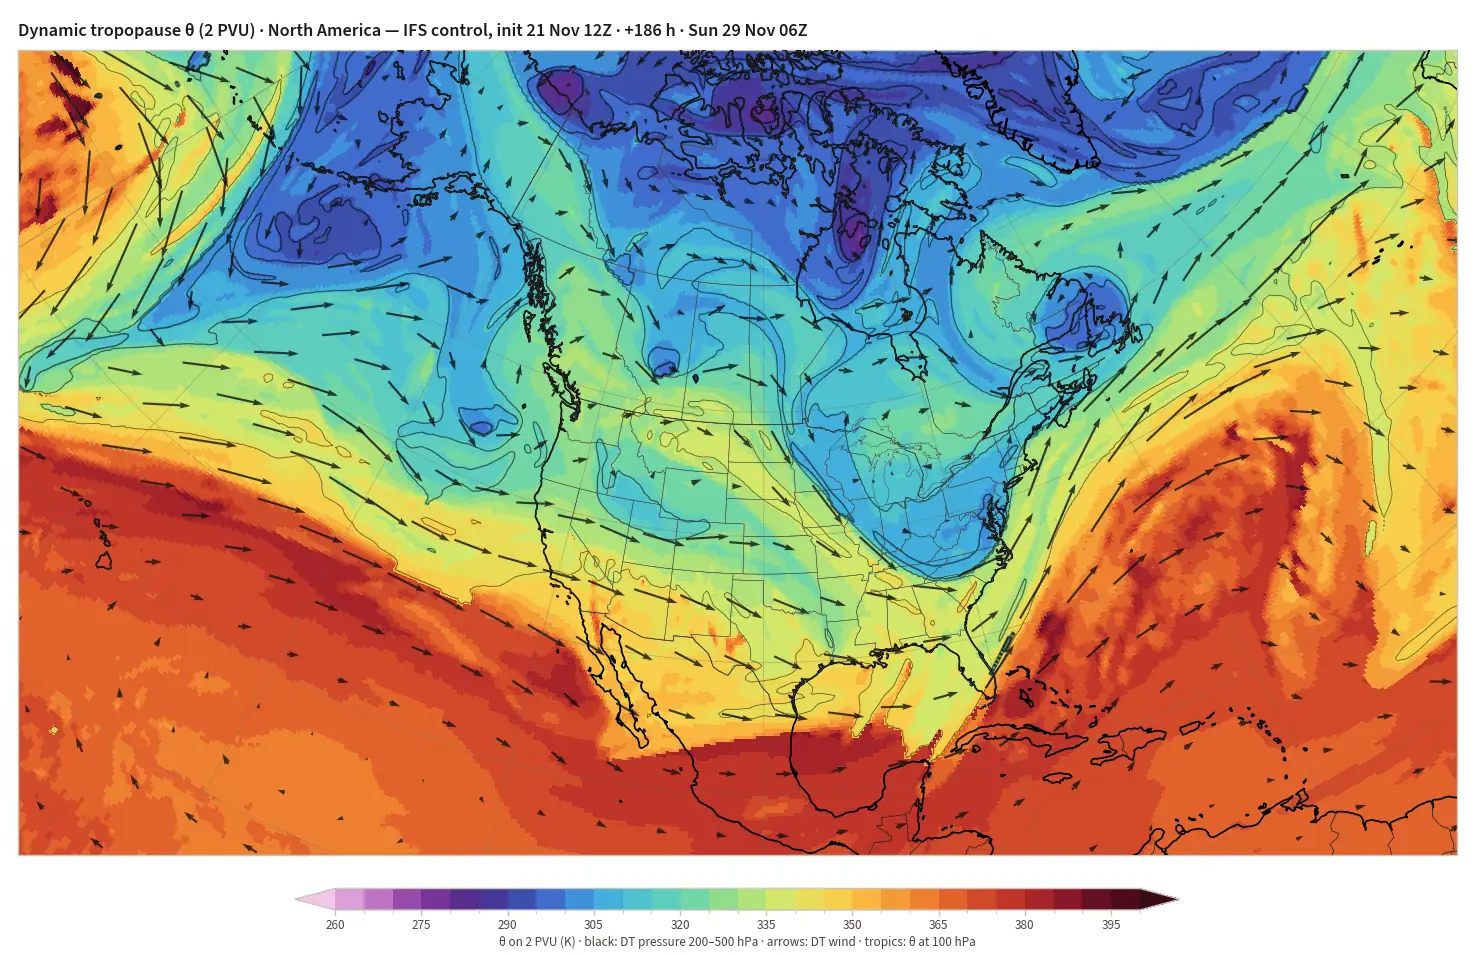 Dynamic tropopause θ (2 PVU) · North America — IFS control, init 21 Nov 12Z · +186 h · Sun 29 Nov 06Z
260 275 290 305 320 335 350 365 380 395
θ on 2 PVU (K) · black: DT pressure 200–500 hPa · arrows: DT wind · tropics: θ at 100 hPa